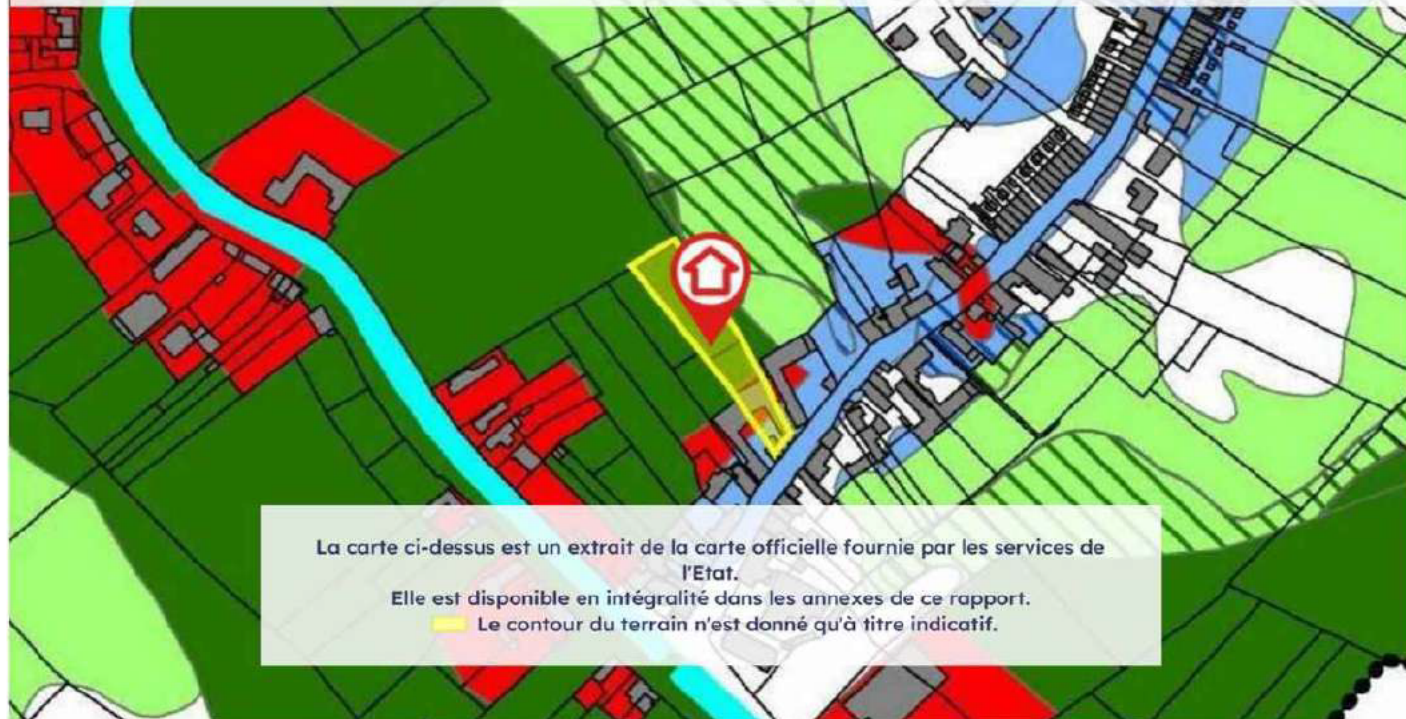 La carte ci-dessus est un extrait de la carte officielle fournie par les services de
l'Etat.
Elle est disponible en intégralité dans les annexes de ce rapport.
Le contour du terrain n'est donné qu'à titre indicatif.